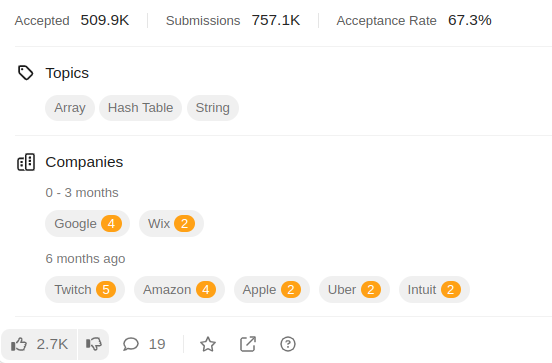 Accepted 509.9K Submissions 757.1K Acceptance Rate 67.3%
Topics
Array Hash Table String
Companies
0 - 3 months
Google 4 Wix 2
6 months ago
Twitch 5 Amazon 4 Apple 2 Uber 2 Intuit 2
2.7K 19